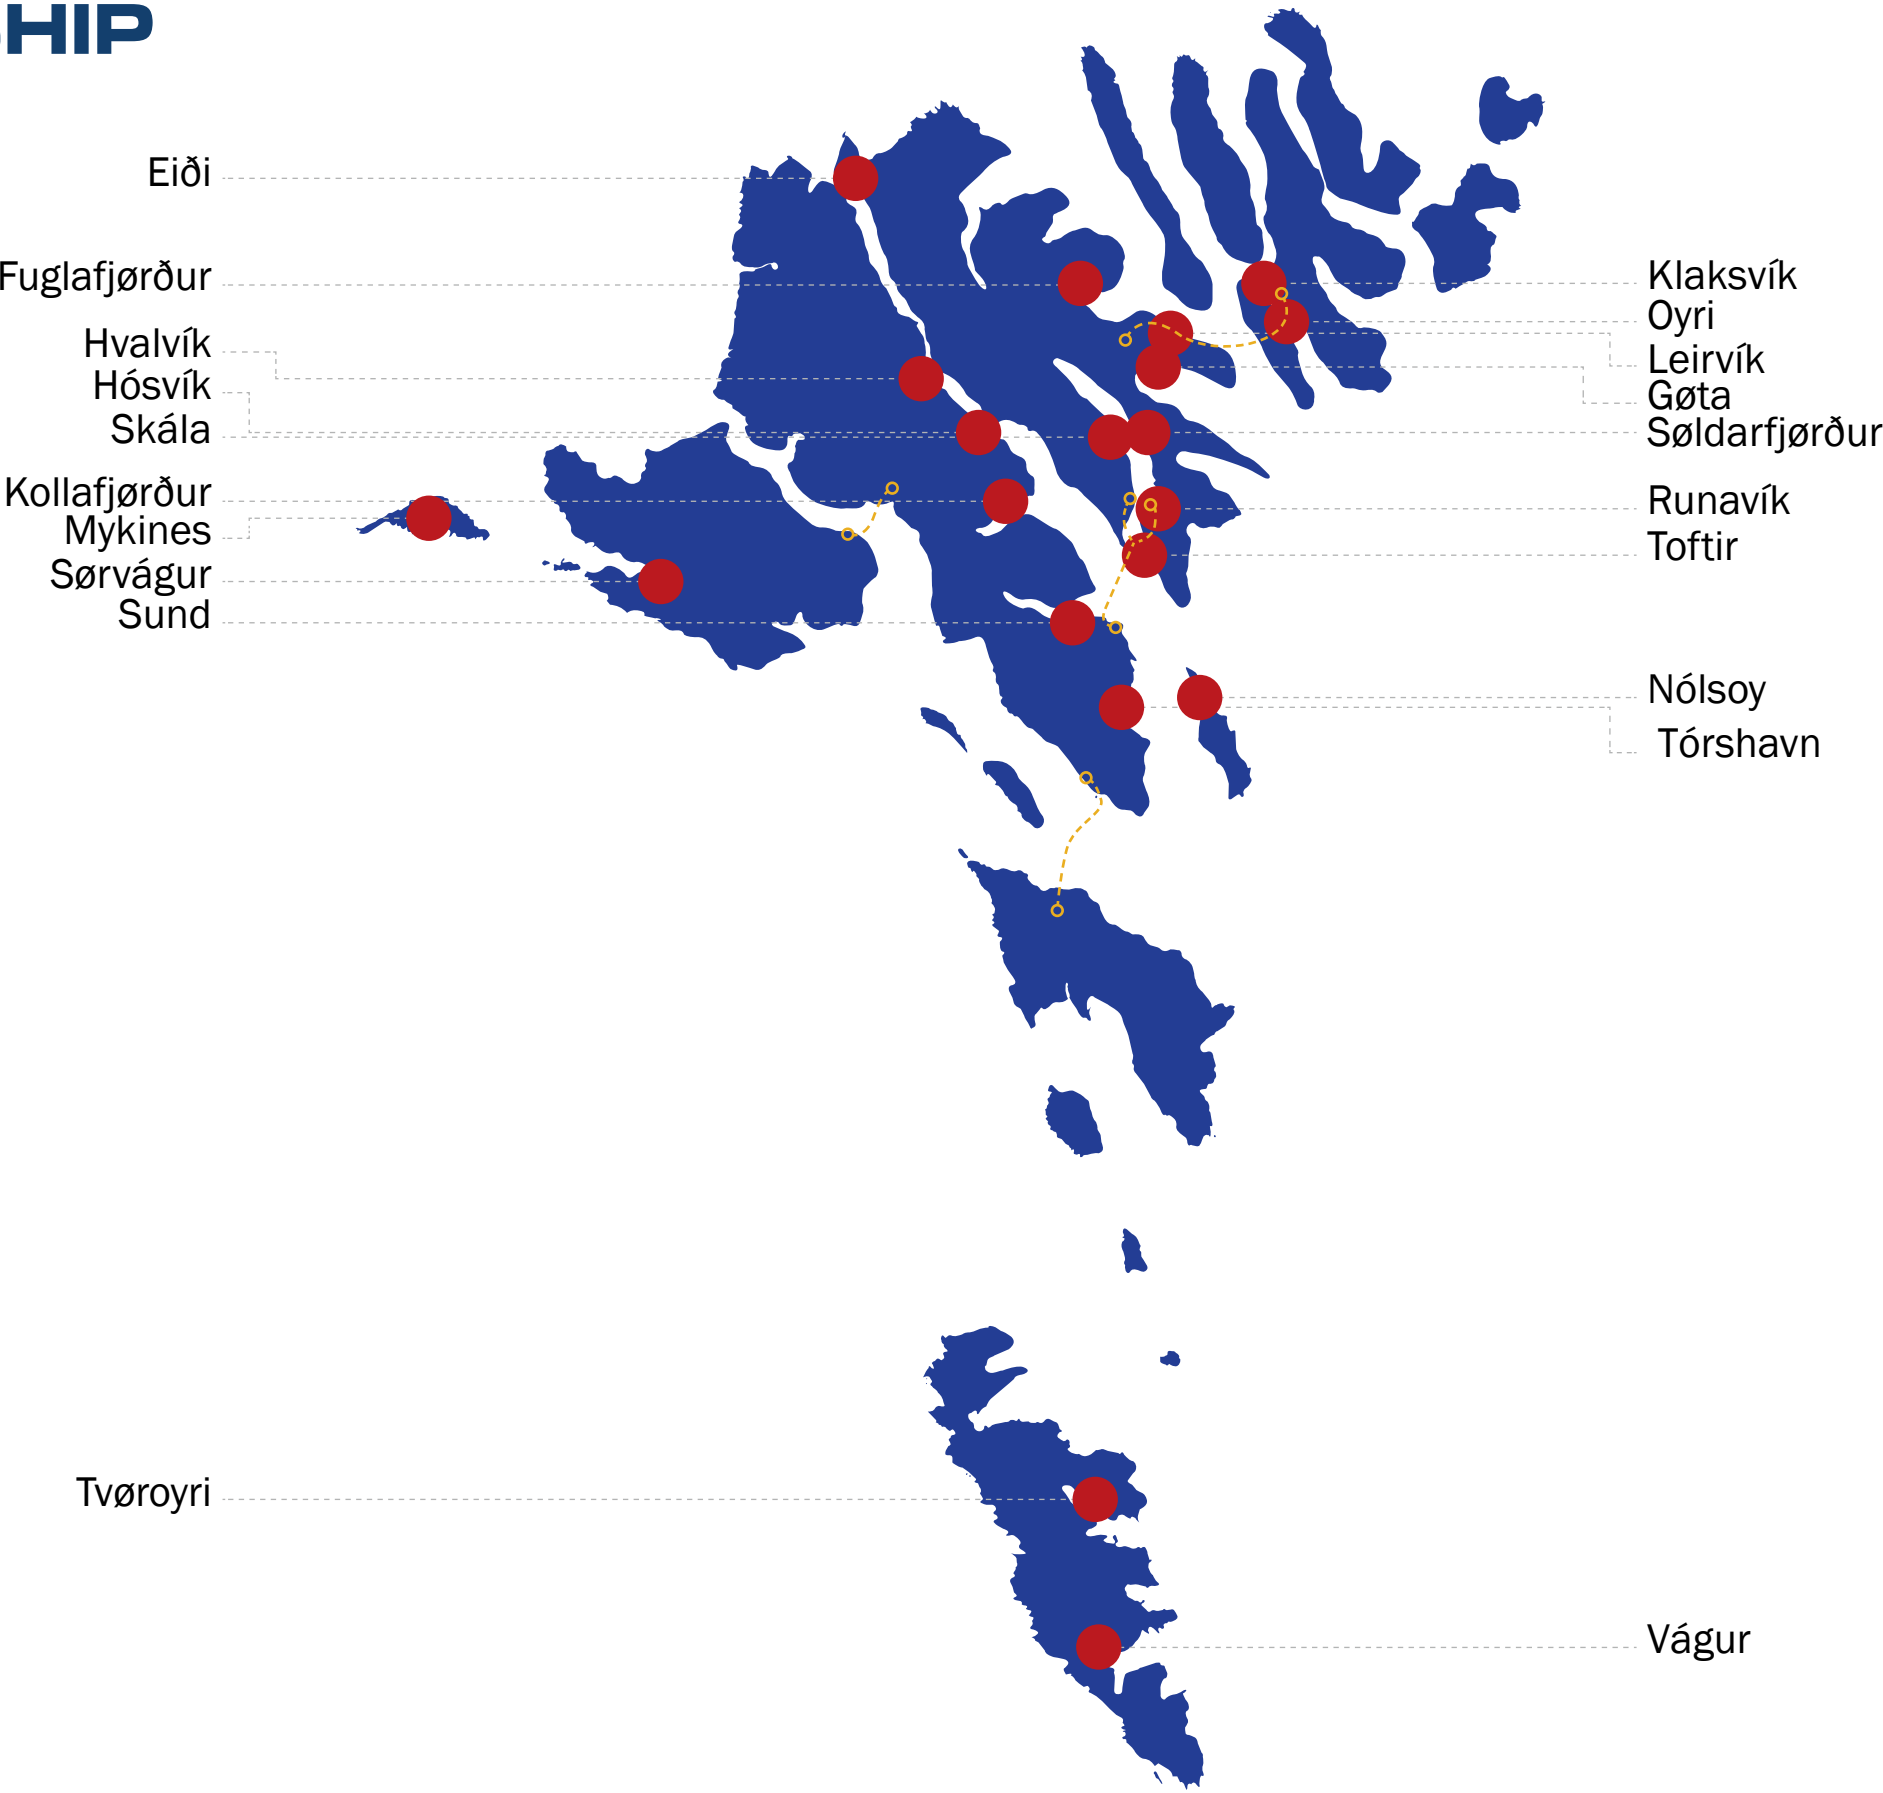 SHIP
Eiði
Fuglafjørður
Hvalvík
Hósvík
Skála
Kollafjørður
Mykines
Sørvágur
Sund
Klaksvík
Oyri
Leirvík
Gøta
Søldarfjørður
Runavík
Toftir
Nólsoy
Tórshavn
Tvøroyri
Vágur